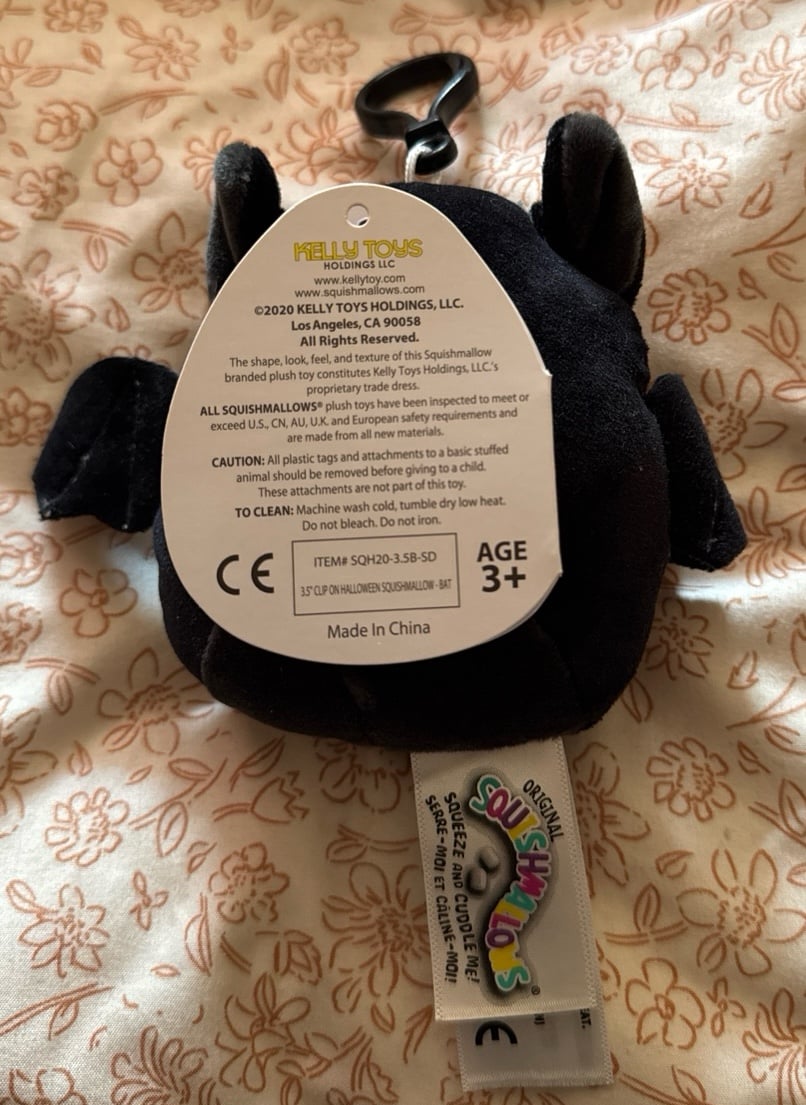 KELLY TOYS
HOLDINGS LLC
www.kellytoy.com
www.squishmallows.com
©2020 KELLY TOYS HOLDINGS, LLC.
Los Angeles, CA 90058
All Rights Reserved.
The shape, look, feel, and texture of this Squishmallow
branded plush toy constitutes Kelly Toys Holdings, LLC.'s
proprietary trade dress.
ALL SQUISHMALLOWS® plush toys have been inspected to meet or
exceed U.S., CN, AU, U.K. and European safety requirements and
are made from all new materials.
CAUTION: All plastic tags and attachments to a basic stuffed
animal should be removed before giving to a child.
These attachments are not part of this toy.
TO CLEAN: Machine wash cold, tumble dry low heat.
Do not bleach. Do not iron.
CE
ITEM# SQH20-3.5B-SD
3.5" CLIP ON HALLOWEEN SQUISHMALLOW - BAT
AGE
3+
Made In China
ORIGINAL
SQUISHMALLOWS®
SQUEEZE AND CUDDLE ME!
SERRE-MOI ET CÂLINE-MOI!
CE